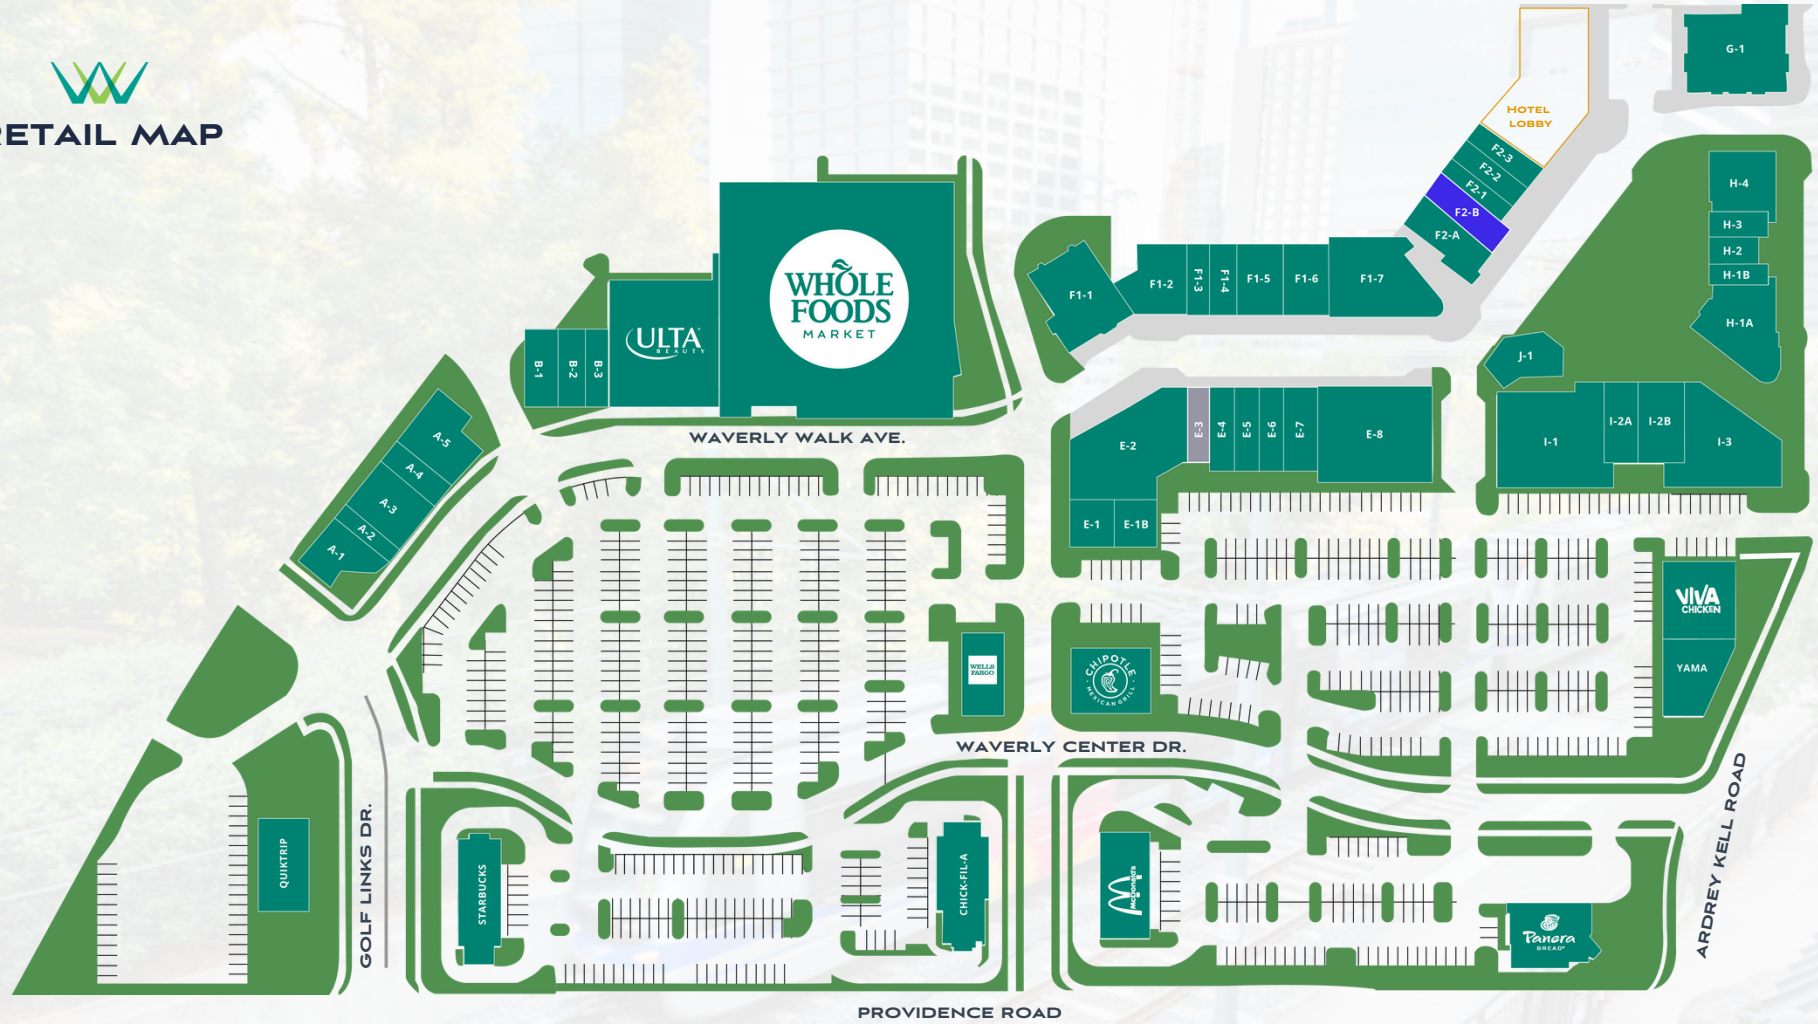 RETAIL MAP
G-1
HOTEL
LOBBY
F2-3
F2-2
F2-1
F2-B
F2-A
H-4
H-3
H-2
H-1B
H-1A
F1-1
F1-2
F1-3
F1-4
F1-5
F1-6
F1-7
J-1
WHOLE
FOODS
MARKET
ULTA
BEAUTY
B-1
B-2
B-3
A-5
A-4
A-3
A-2
A-1
WAVERLY WALK AVE.
E-2
E-3
E-4
E-5
E-6
E-7
E-8
E-1
E-1B
I-1
I-2A
I-2B
I-3
VIVA
CHICKEN
YAMA
WELLS
FARGO
CHIPOTLE
MEXICAN GRILL
WAVERLY CENTER DR.
QUIKTRIP
GOLF LINKS DR.
STARBUCKS
CHICK-FIL-A
McDonald's
Panera
BREAD
ARDREY KELL ROAD
PROVIDENCE ROAD